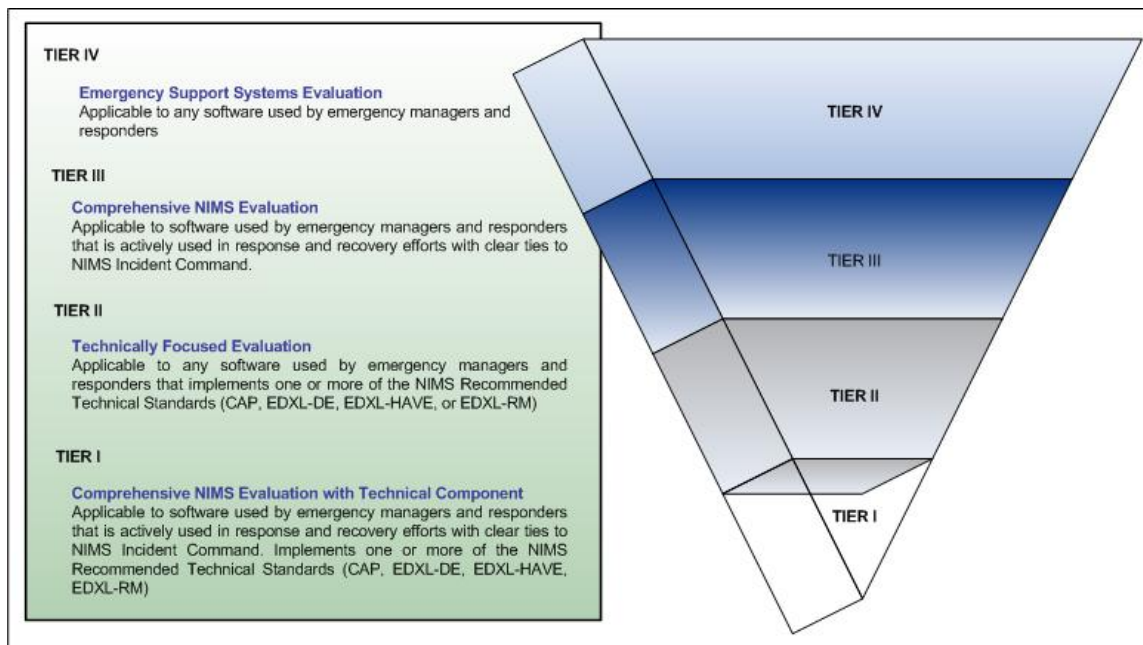 TIER IV
Emergency Support Systems Evaluation
Applicable to any software used by emergency managers and
responders
TIER III
Comprehensive NIMS Evaluation
Applicable to software used by emergency managers and responders
that is actively used in response and recovery efforts with clear ties to
NIMS Incident Command.
TIER II
Technically Focused Evaluation
Applicable to any software used by emergency managers and
responders that implements one or more of the NIMS Recommended
Technical Standards (CAP, EDXL-DE, EDXL-HAVE, or EDXL-RM)
TIER I
Comprehensive NIMS Evaluation with Technical Component
Applicable to software used by emergency managers and responders
that is actively used in response and recovery efforts with clear ties to
NIMS Incident Command. Implements one or more of the NIMS
Recommended Technical Standards (CAP, EDXL-DE, EDXL-HAVE,
EDXL-RM)
TIER IV
TIER III
TIER II
TIER I